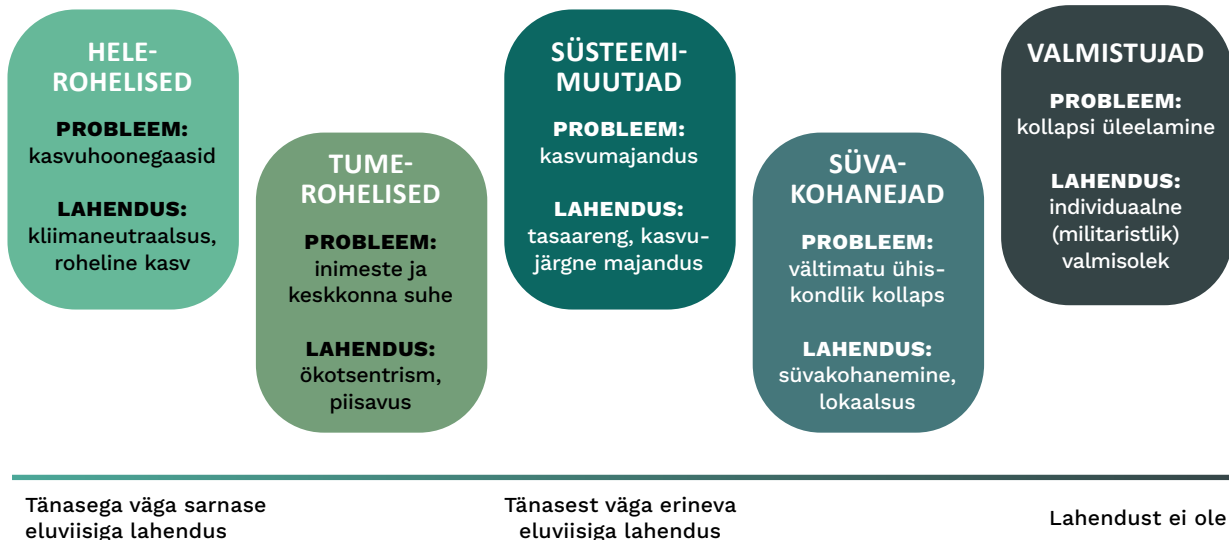 HELE-
ROHELISED
PROBLEEM:
kasvuhoonegaasid
LAHENDUS:
kliimaneutraalsus,
roheline kasv
TUME-
ROHELISED
PROBLEEM:
inimeste ja
keskkonna suhe
LAHENDUS:
ökotsentrism,
piisavus
SÜSTEEMI-
MUUTJAD
PROBLEEM:
kasvumajandus
LAHENDUS:
tasaareng, kasvu-
järgne majandus
SÜVA-
KOHANEJAD
PROBLEEM:
vältimatu ühis-
kondlik kollaps
LAHENDUS:
süvakohanemine,
lokaalsus
VALMISTUJAD
PROBLEEM:
kollapsi üleelamine
LAHENDUS:
individuaalne
(militaristlik)
valmisolek
Tänasega väga sarnase
eluviisiga lahendus
Tänasest väga erineva
eluviisiga lahendus
Lahendust ei ole